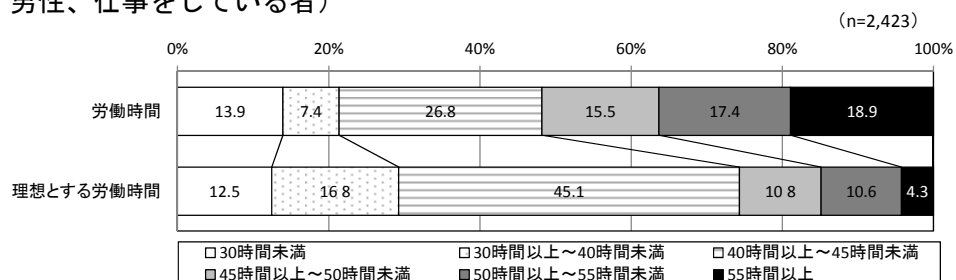 男性、仕事をしている者）
（n=2,423）
0% 20% 40% 60% 80% 100%
労働時間 13.9 7.4 26.8 15.5 17.4 18.9
理想とする労働時間 12.5 16 8 45.1 10 8 10.6 4.3
30時間未満 30時間以上～40時間未満 40時間以上～45時間未満
45時間以上～50時間未満 50時間以上～55時間未満 55時間以上